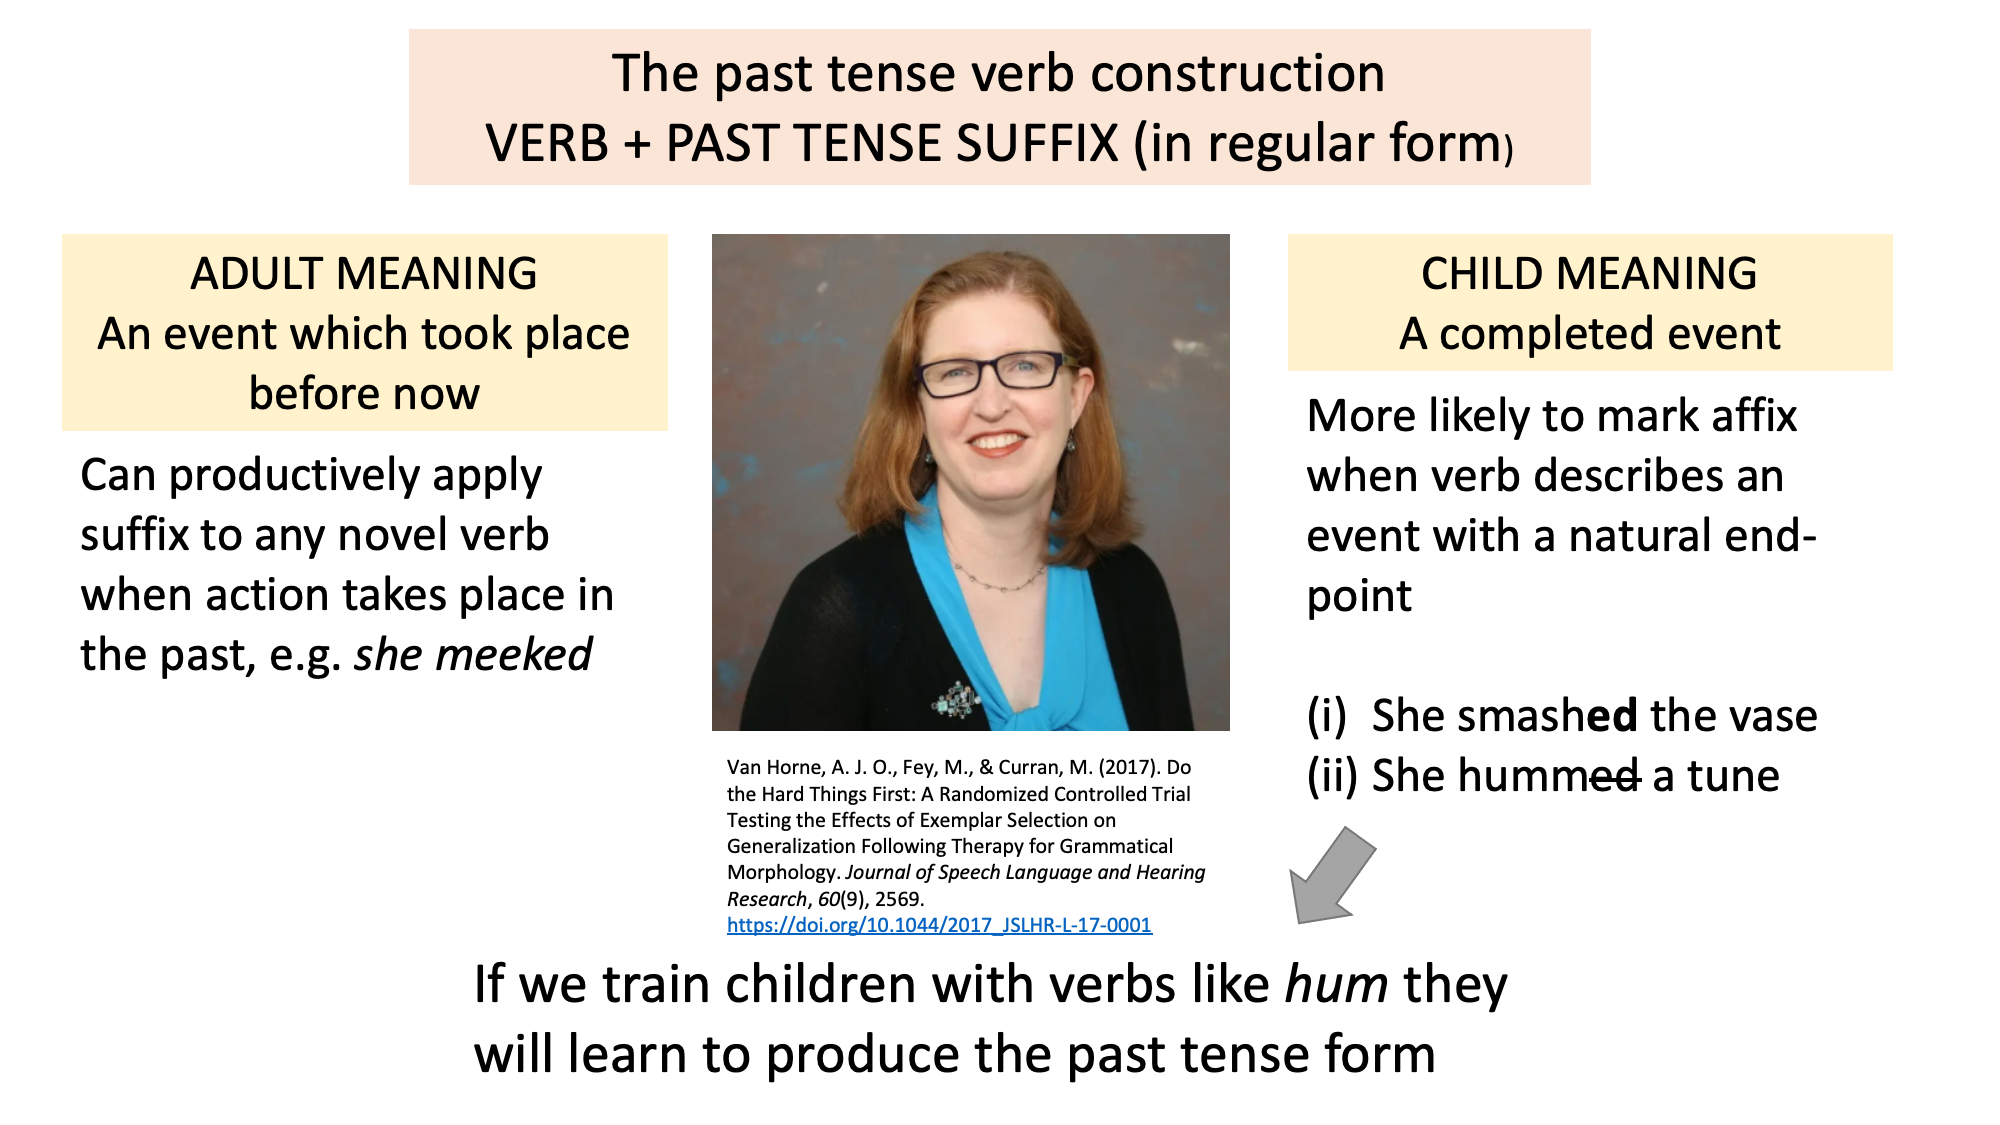 The past tense verb construction
VERB + PAST TENSE SUFFIX (in regular form)
ADULT MEANING
An event which took place
before now
Can productively apply
suffix to any novel verb
when action takes place in
the past, e.g. she meeked
Van Horne, A. J. O., Fey, M., & Curran, M. (2017). Do
the Hard Things First: A Randomized Controlled Trial
Testing the Effects of Exemplar Selection on
Generalization Following Therapy for Grammatical
Morphology. Journal of Speech Language and Hearing
Research, 60(9), 2569.
https://doi.org/10.1044/2017_JSLHR-L-17-0001
CHILD MEANING
A completed event
More likely to mark affix
when verb describes an
event with a natural end-
point
(i) She smashed the vase
(ii) She hummed a tune
If we train children with verbs like hum they
will learn to produce the past tense form